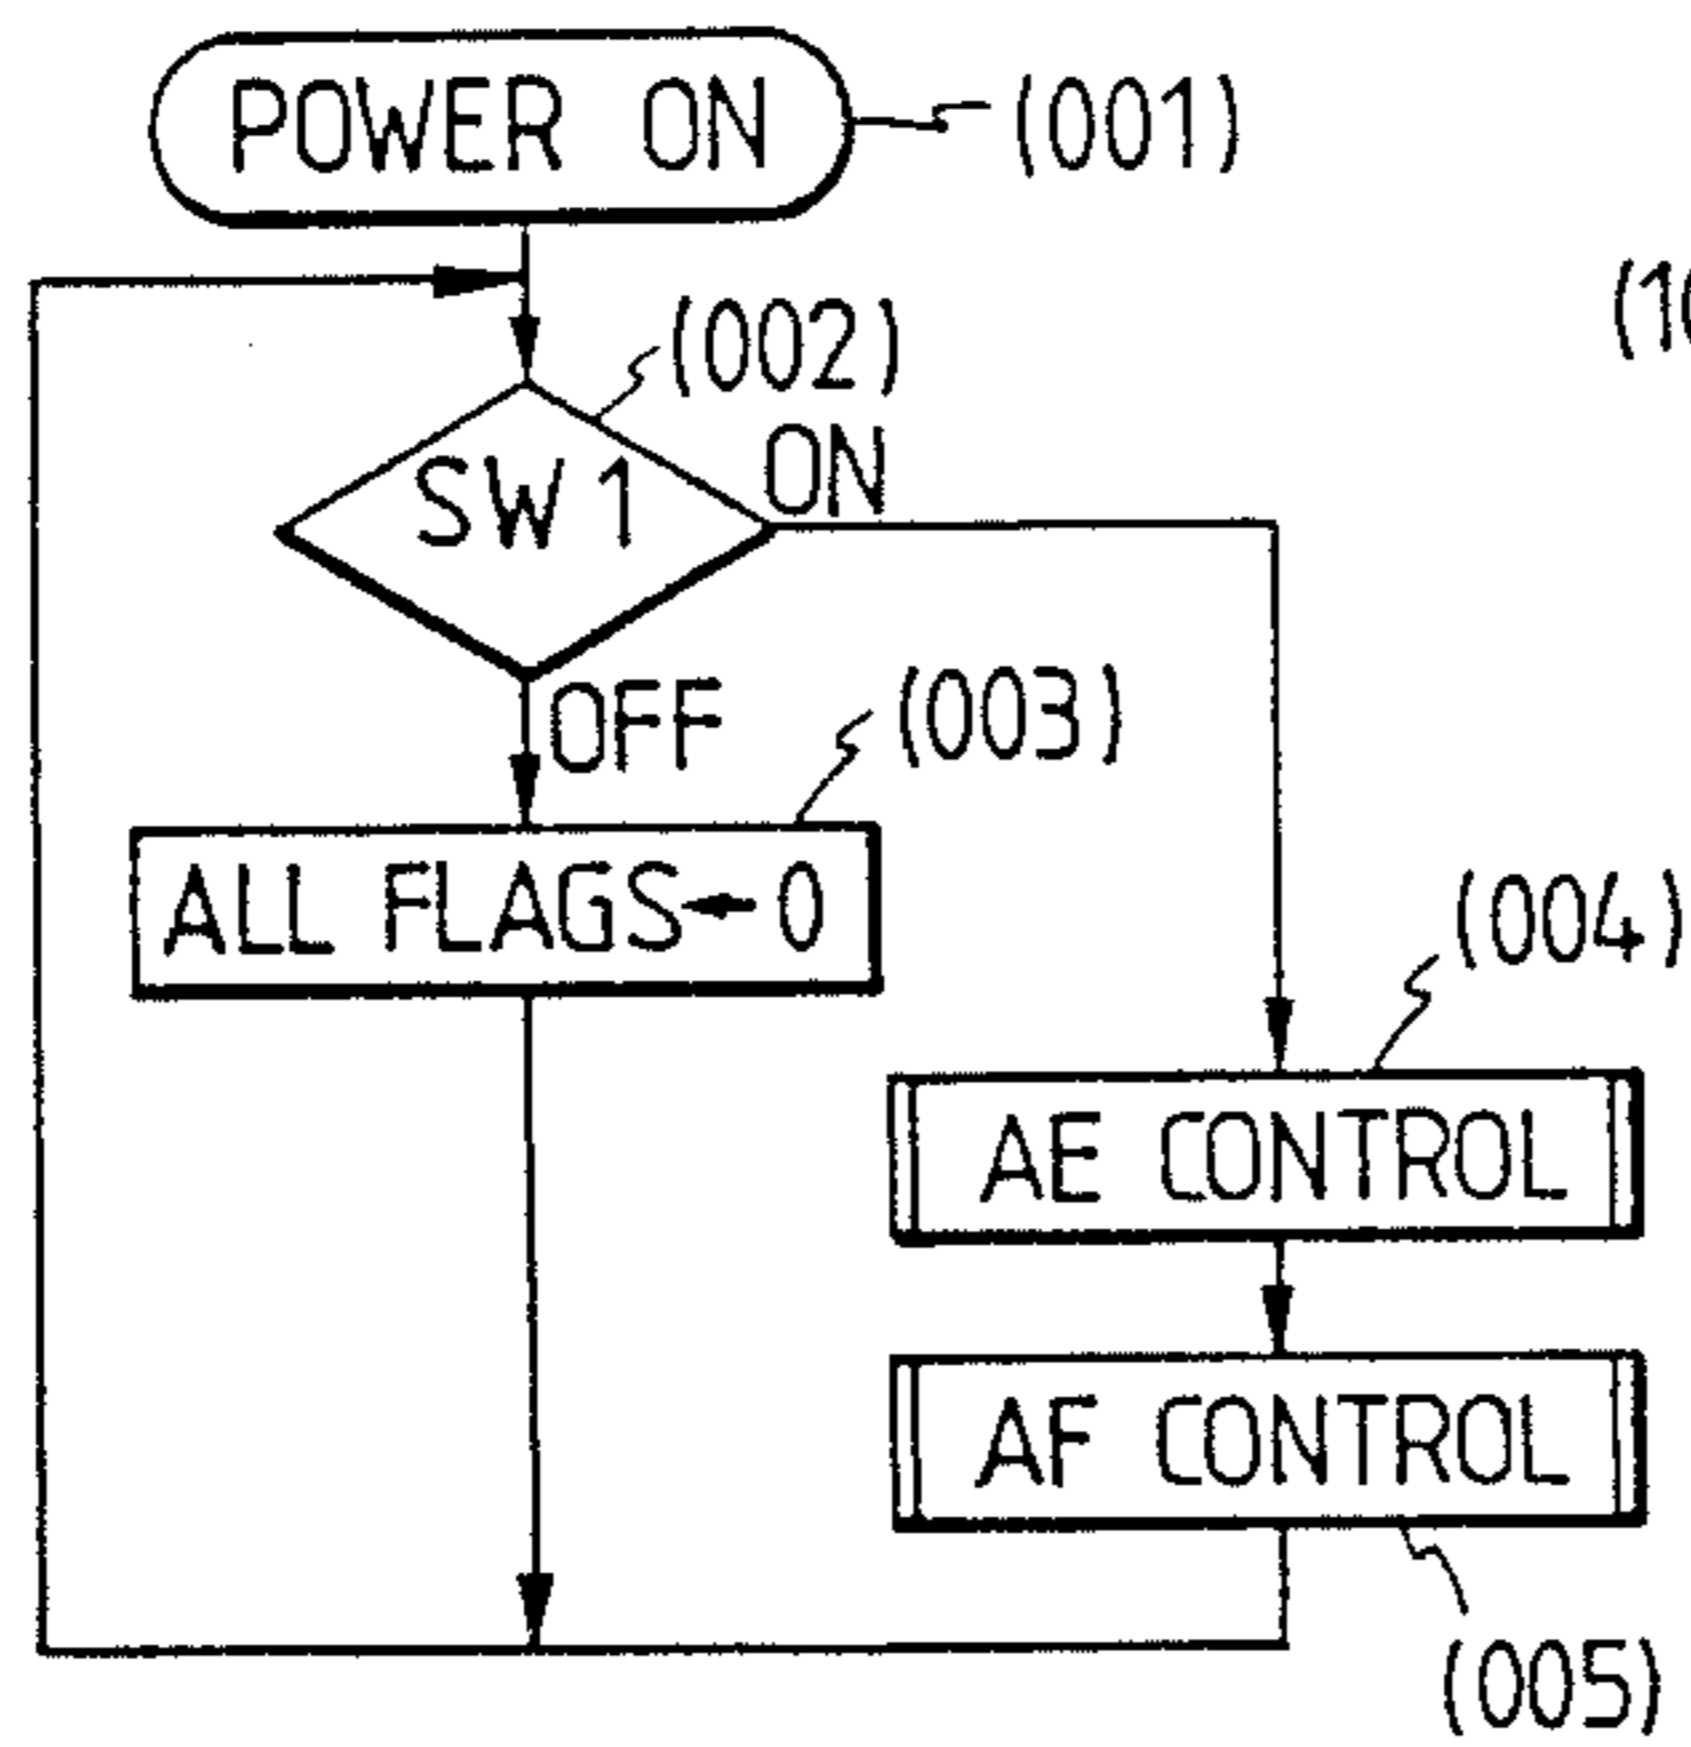 POWER ON
(001)
(002)
SW1
ON
OFF
(003)
ALL FLAGS←0
(004)
AE CONTROL
AF CONTROL
(005)